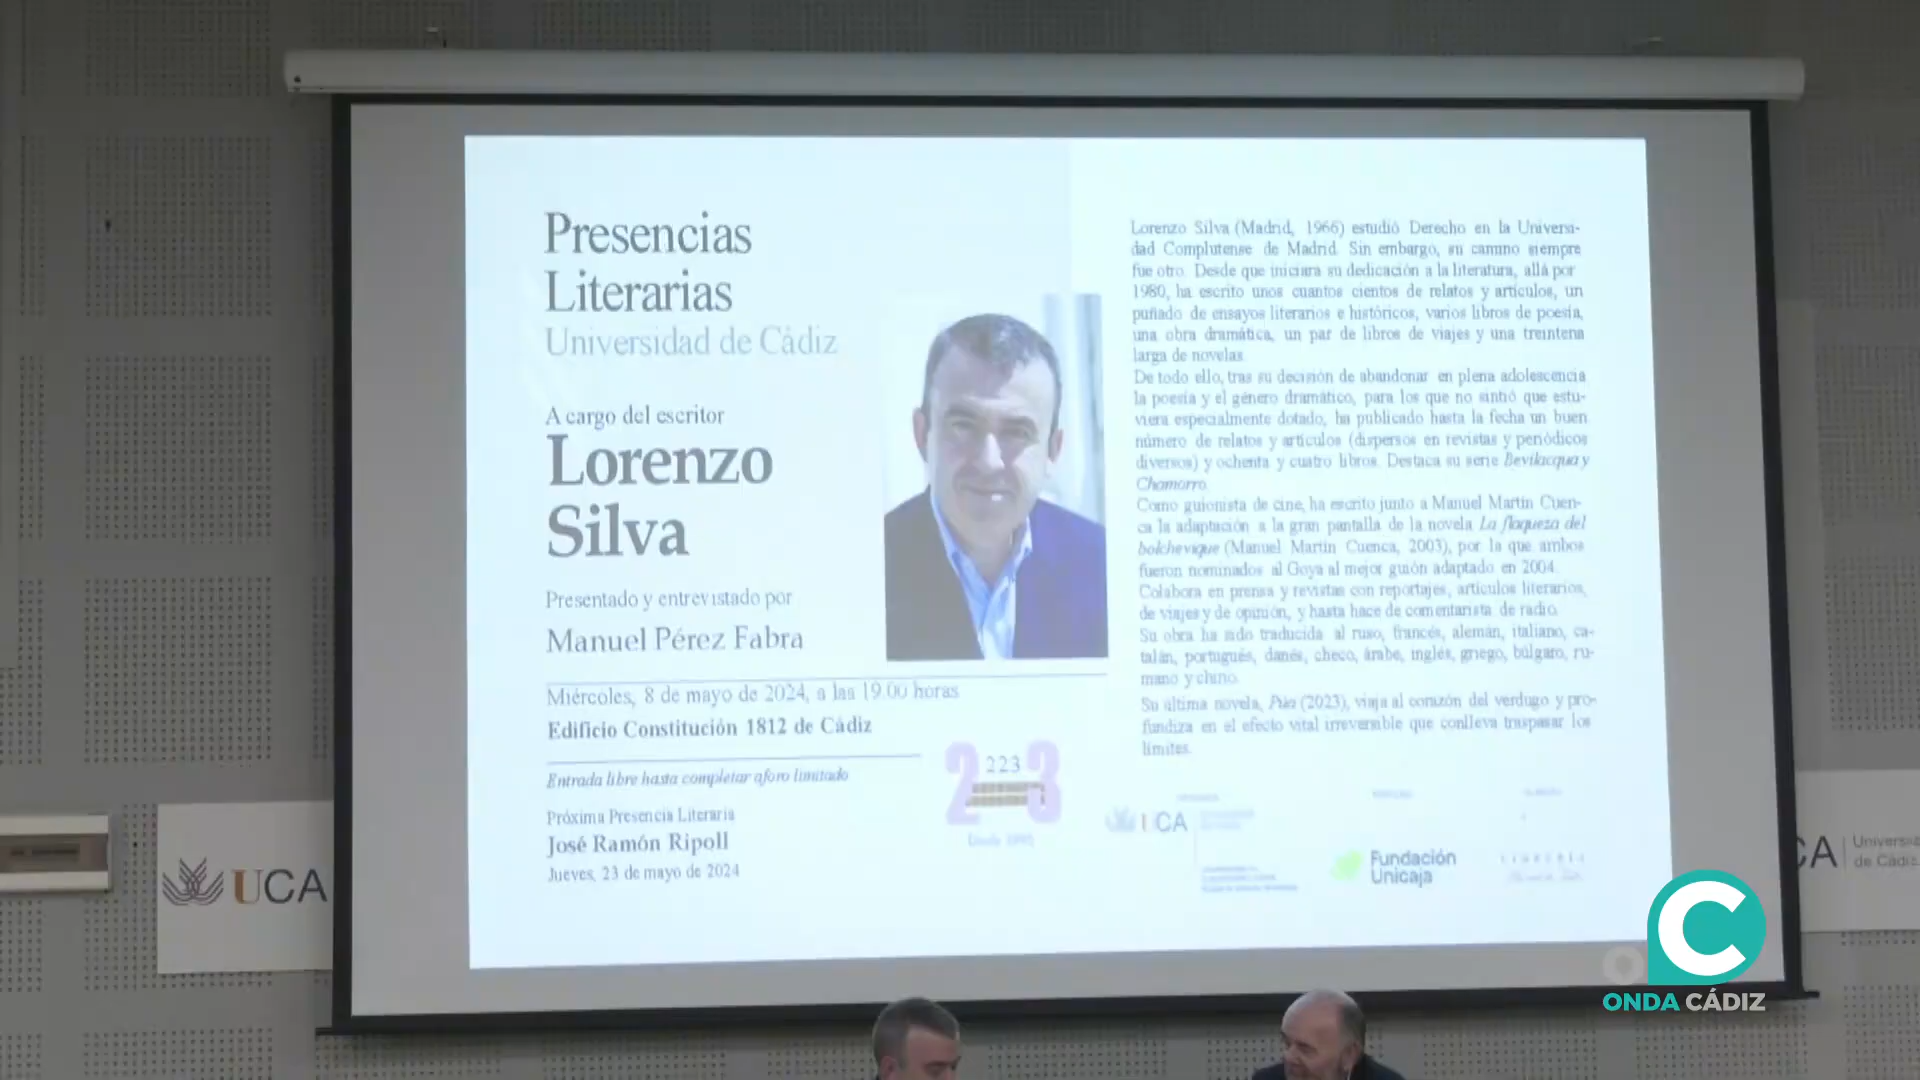 Presencias
Literarias
Universidad de Cádiz
A cargo del escritor
Lorenzo
Silva
Presentado y entrevistado por
Manuel Pérez Fabra
Miércoles, 8 de mayo de 2024, a las 19.00 horas
Edificio Constitución 1812 de Cádiz
Entrada libre hasta completar aforo limitado
Próxima Presencia Literaria
José Ramón Ripoll
Jueves, 23 de mayo de 2024
223
Lorenzo Silva (Madrid, 1966) estudió Derecho en la Universi-
dad Complutense de Madrid. Sin embargo, su camino siempre
fue otro. Desde que iniciara su dedicación a la literatura, allá por
1980, ha escrito unos cuantos cientos de relatos y artículos, un
puñado de ensayos literarios e históricos, varios libros de poesía,
una obra dramática, un par de libros de viajes y una treintena
larga de novelas.
De todo ello, tras su decisión de abandonar en plena adolescencia
la poesía y el género dramático, para los que no sintió que estu-
viera especialmente dotado, ha publicado hasta la fecha un buen
número de relatos y artículos (dispersos en revistas y periódicos
diversos) y ochenta y cuatro libros. Destaca su serie Bevilacqua y
Chamorro.
Como guionista de cine, ha escrito junto a Manuel Martín Cuen-
ca la adaptación a la gran pantalla de la novela La flaqueza del
bolchevique (Manuel Martín Cuenca, 2003), por la que ambos
fueron nominados al Goya al mejor guión adaptado en 2004.
Colabora en prensa y revistas con reportajes, artículos literarios,
de viajes y de opinión, y hasta hace de comentarista de radio.
Su obra ha sido traducida al ruso, francés, alemán, italiano, ca-
talán, portugués, danés, checo, árabe, inglés, griego, búlgaro, ru-
mano y chino.
Su última novela, Púa (2023), viaja al corazón del verdugo y pro-
fundiza en el efecto vital irreversible que conlleva traspasar los
límites.
UCA
Fundación
Unicaja
UCA
Universid
de Cádiz
ONDA CÁDIZ